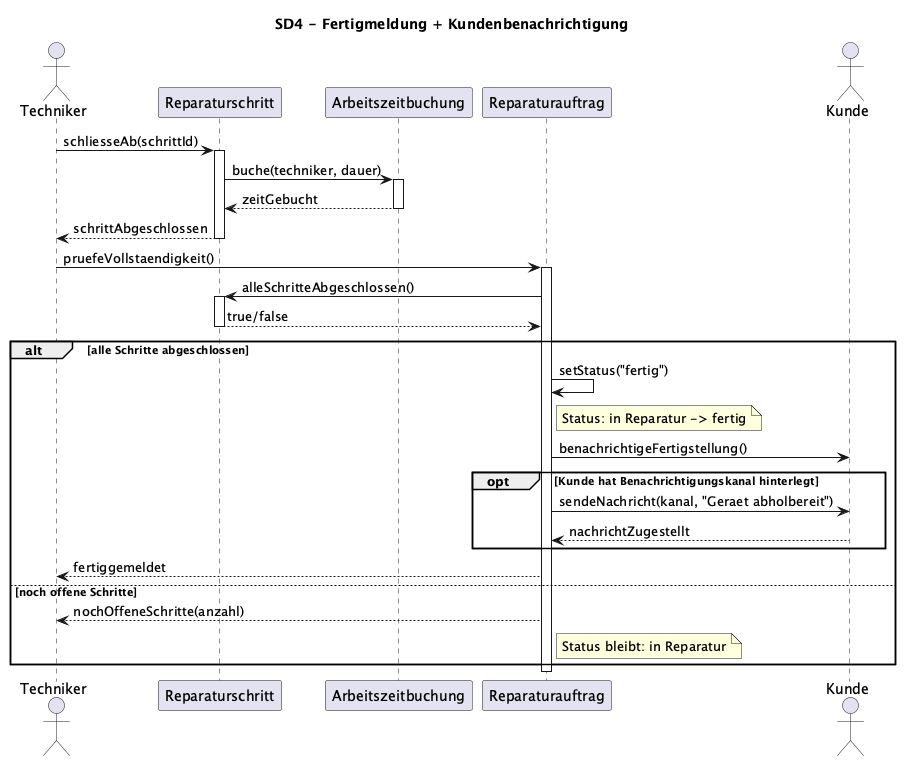 SD4 - Fertigmeldung + Kundenbenachrichtigung
Techniker
Reparaturschritt
Arbeitszeitbuchung
Reparaturauftrag
Kunde
schliesseAb(schrittId)
buche(techniker, dauer)
zeitGebucht
schrittAbgeschlossen
pruefeVollstaendigkeit()
alleSchritteAbgeschlossen()
true/false
alt
[alle Schritte abgeschlossen]
setStatus("fertig")
Status: in Reparatur -> fertig
benachrichtigeFertigstellung()
opt
[Kunde hat Benachrichtigungskanal hinterlegt]
sendeNachricht(kanal, "Geraet abholbereit")
nachrichtZugestellt
fertiggemeldet
[noch offene Schritte]
nochOffeneSchritte(anzahl)
Status bleibt: in Reparatur
Techniker
Reparaturschritt
Arbeitszeitbuchung
Reparaturauftrag
Kunde